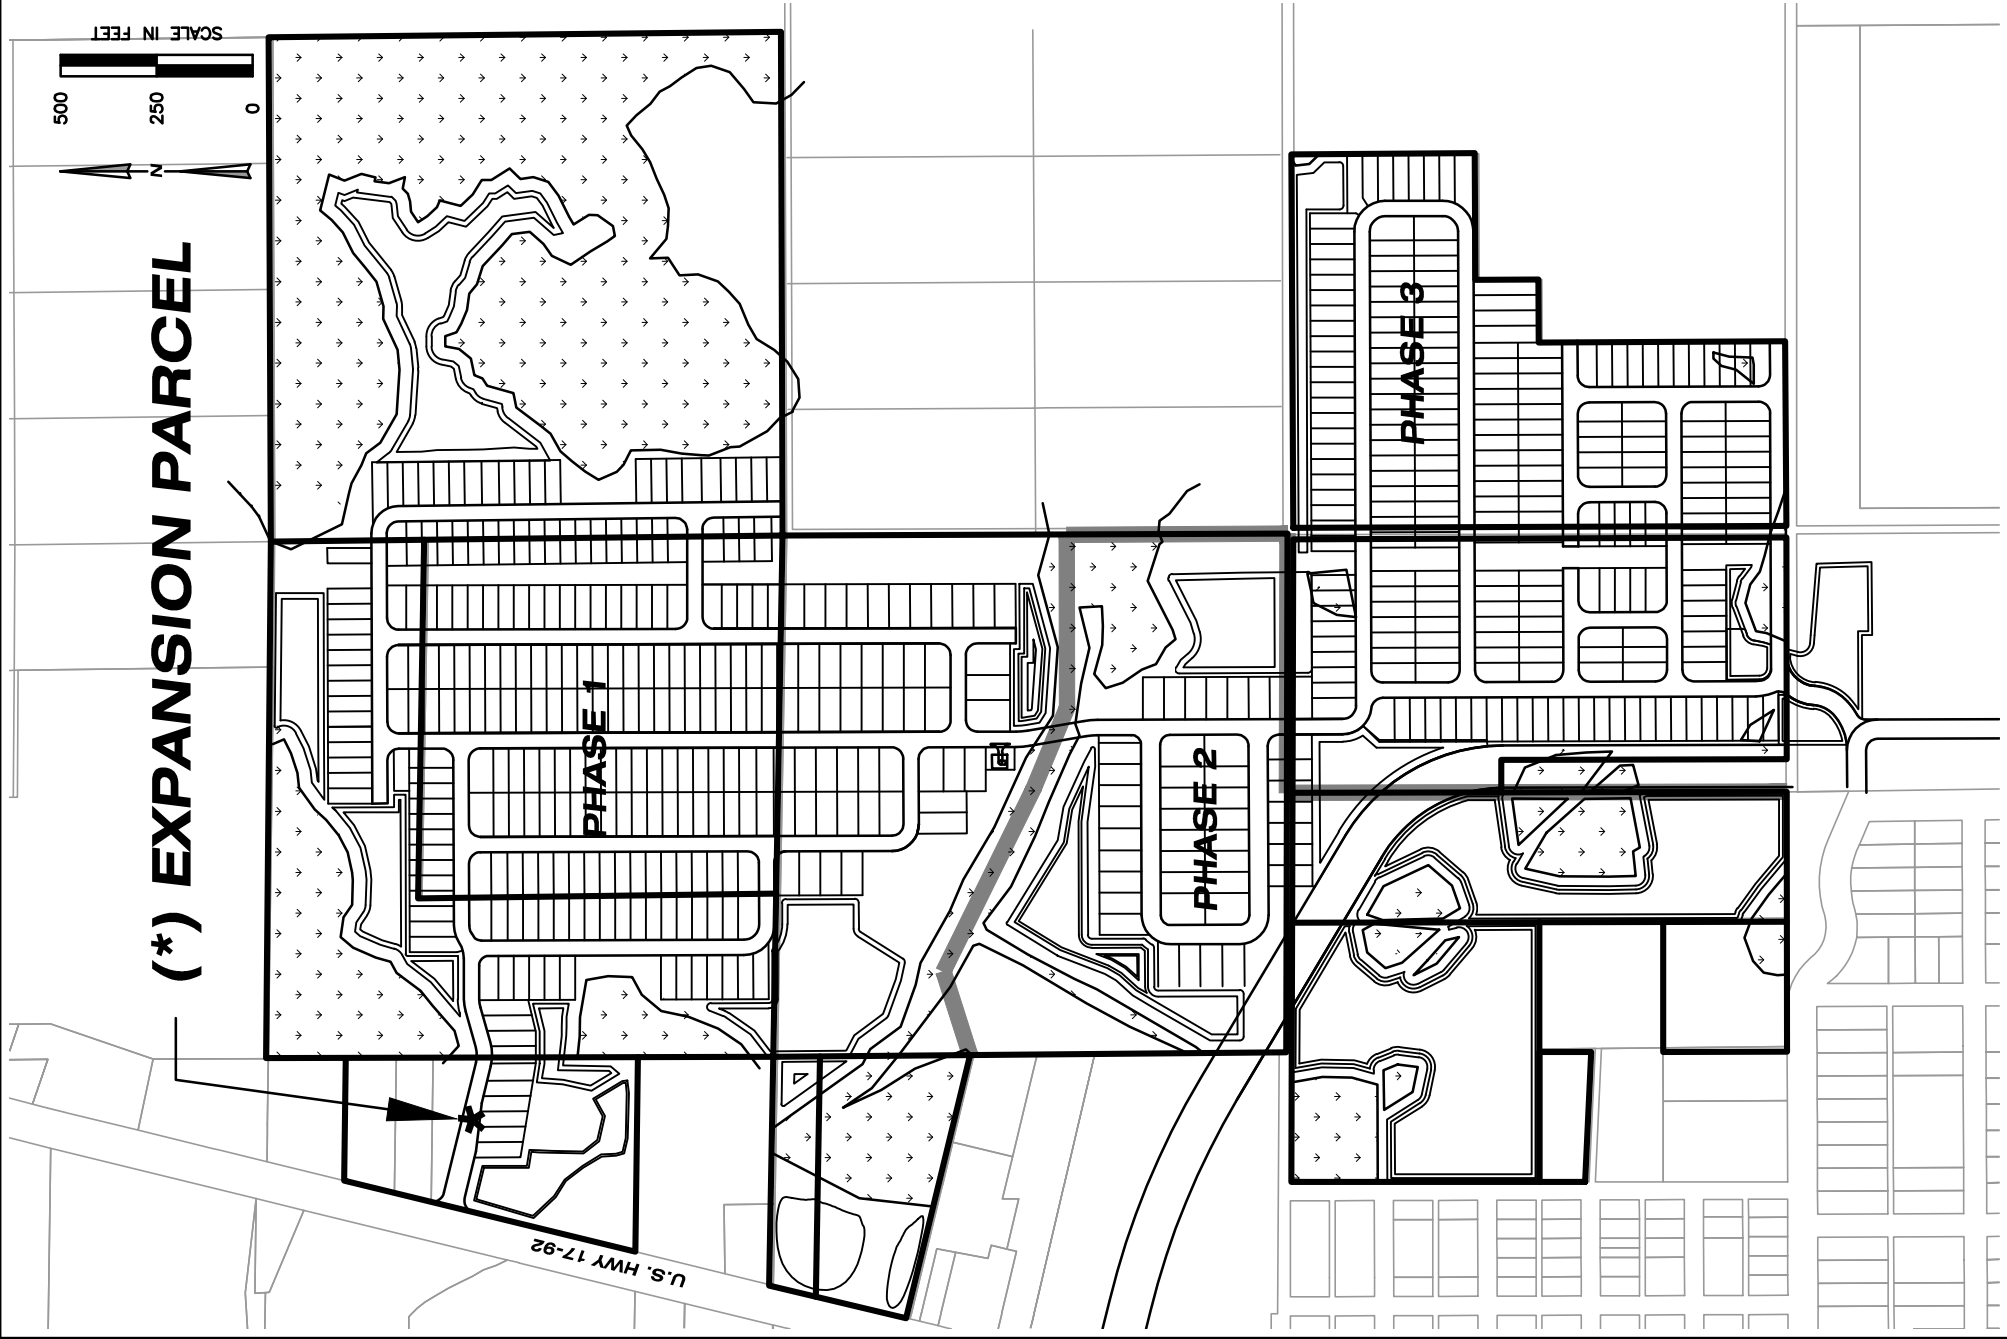 SCALE IN FEET
500
250
0
N
(*) EXPANSION PARCEL
PHASE 3
PHASE 1
PHASE 2
*
U.S. HWY 17-92